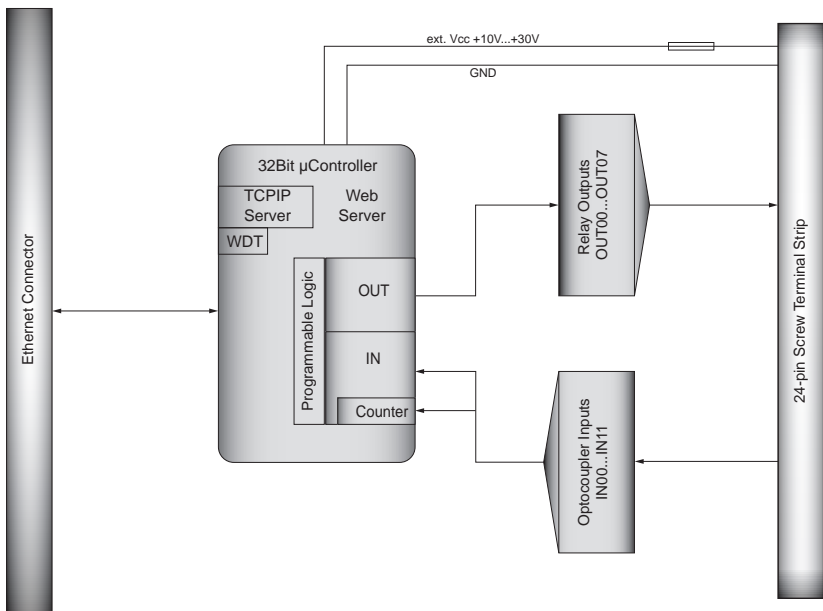 ext. Vcc +10V...+30V
GND
32Bit µController
TCPIP
Server
Web
Server
WDT
Programmable Logic
OUT
IN
Counter
Relay Outputs
OUT00...OUT07
Optocoupler Inputs
IN00...IN11
Ethernet Connector
24-pin Screw Terminal Strip